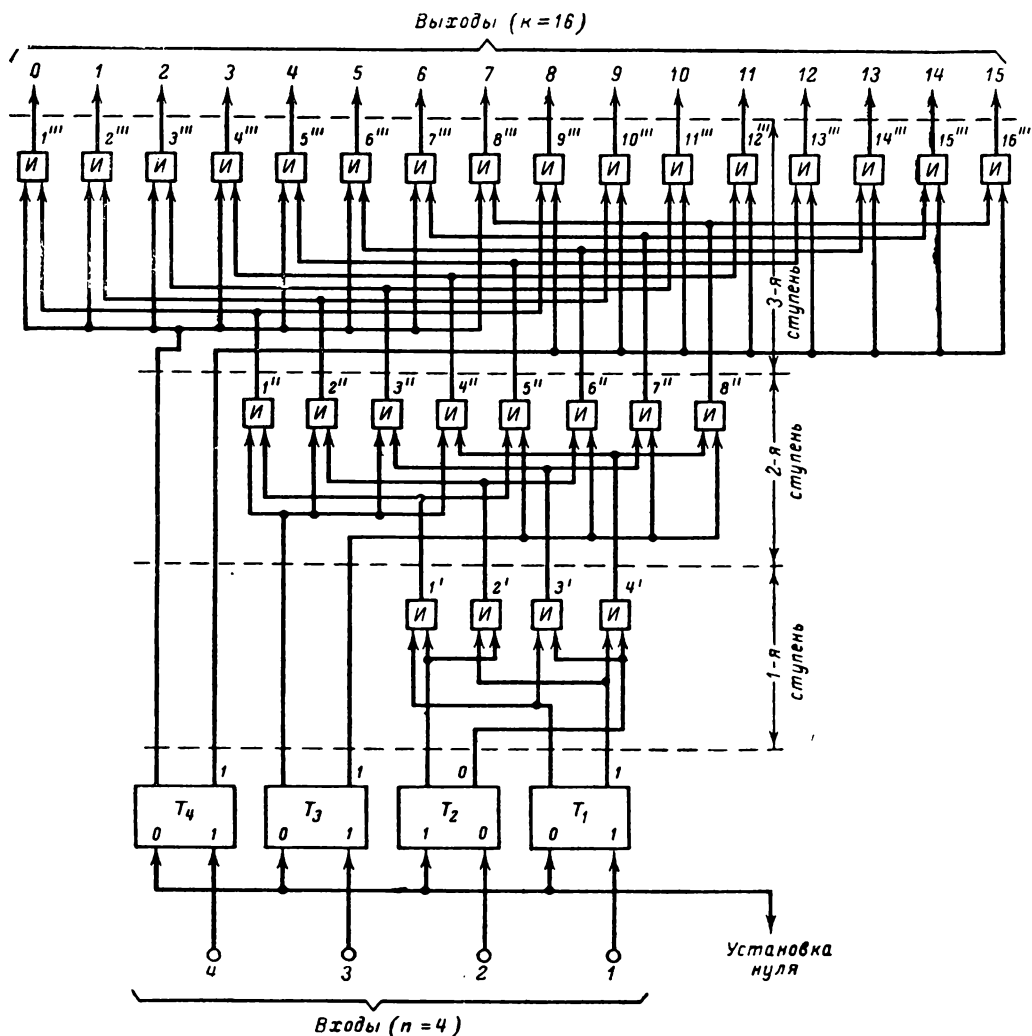 Выходы (к=16)
0 1 2 3 4 5 6 7 8 9 10 11 12 13 14 15
1''' 2''' 3''' 4''' 5''' 6''' 7''' 8''' 9''' 10''' 11''' 12''' 13''' 14''' 15''' 16'''
И И И И И И И И И И И И И И И И
3-я ступень
1'' 2'' 3'' 4'' 5'' 6'' 7'' 8''
И И И И И И И И
2-я ступень
1' 2' 3' 4'
И И И И
1-я ступень
1 1 0 1
T4 T3 T2 T1
0 1 0 1 1 0 0 1
4 3 2 1
Установка
нуля
Входы (n=4)